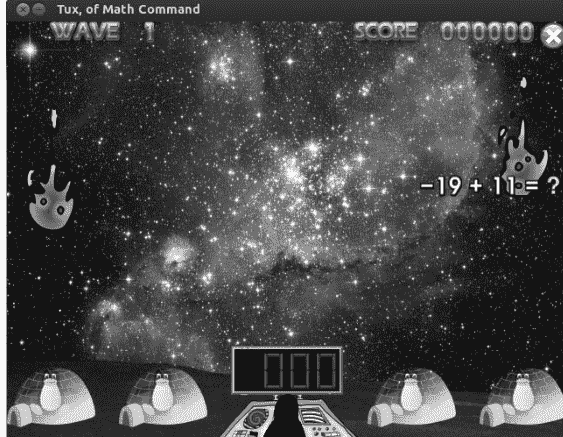 Tux, of Math Command
WAVE 1 SCORE 000000
-19 + 11 = ?
000